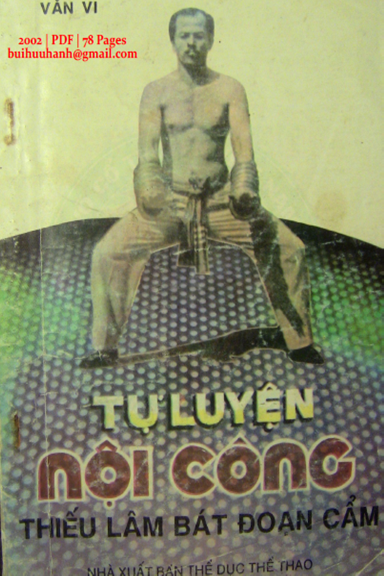 VĂN VI
2002 | PDF | 78 Pages
buihuuhanh@gmail.com
TỰ LUYỆN
NỘI CÔNG
THIẾU LÂM BÁT ĐOẠN CẨM
NHÀ XUẤT BẢN THỂ DỤC THỂ THAO